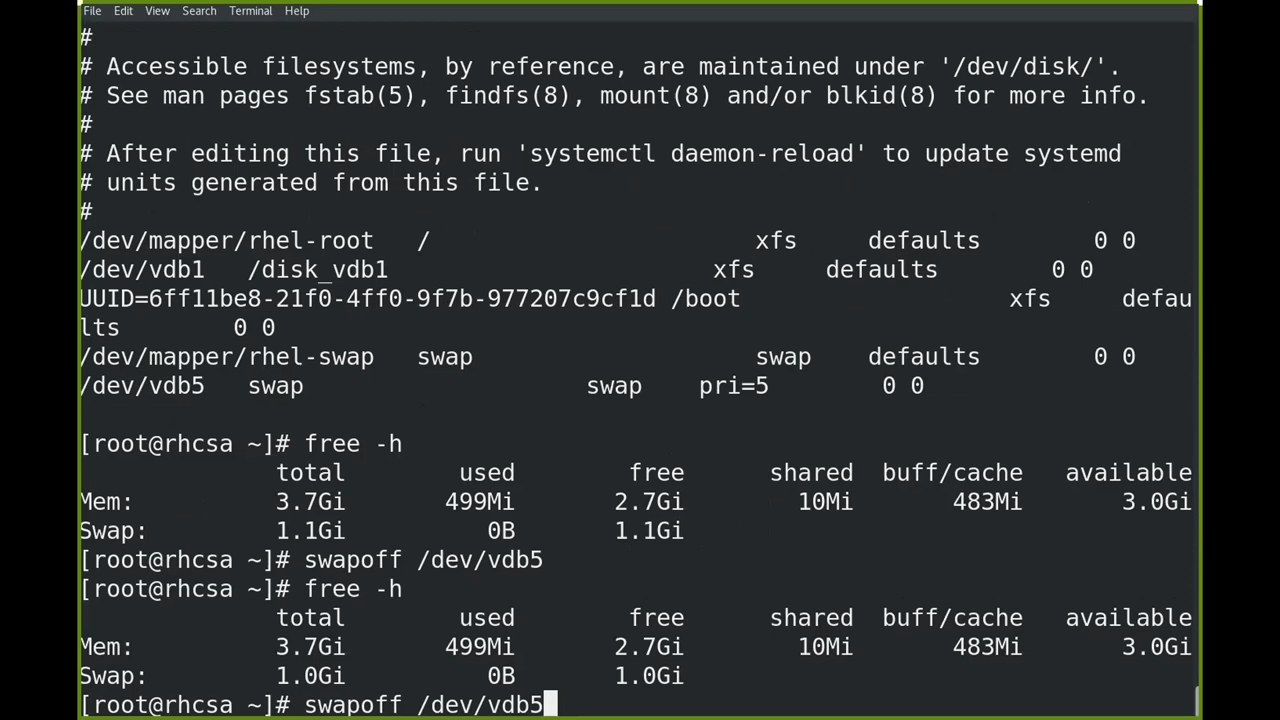 File Edit View Search Terminal Help
#
# Accessible filesystems, by reference, are maintained under '/dev/disk/'.
# See man pages fstab(5), findfs(8), mount(8) and/or blkid(8) for more info.
#
# After editing this file, run 'systemctl daemon-reload' to update systemd
# units generated from this file.
#
/dev/mapper/rhel-root   /                       xfs     defaults        0 0
/dev/vdb1   /disk_vdb1                       xfs     defaults        0 0
UUID=6ff11be8-21f0-4ff0-9f7b-977207c9cf1d /boot                   xfs     defau
lts        0 0
/dev/mapper/rhel-swap   swap                    swap    defaults        0 0
/dev/vdb5   swap                    swap    pri=5        0 0
[root@rhcsa ~]# free -h
              total        used        free      shared  buff/cache   available
Mem:          3.7Gi       499Mi       2.7Gi        10Mi       483Mi       3.0Gi
Swap:         1.1Gi          0B       1.1Gi
[root@rhcsa ~]# swapoff /dev/vdb5
[root@rhcsa ~]# free -h
              total        used        free      shared  buff/cache   available
Mem:          3.7Gi       499Mi       2.7Gi        10Mi       483Mi       3.0Gi
Swap:         1.0Gi          0B       1.0Gi
[root@rhcsa ~]# swapoff /dev/vdb5